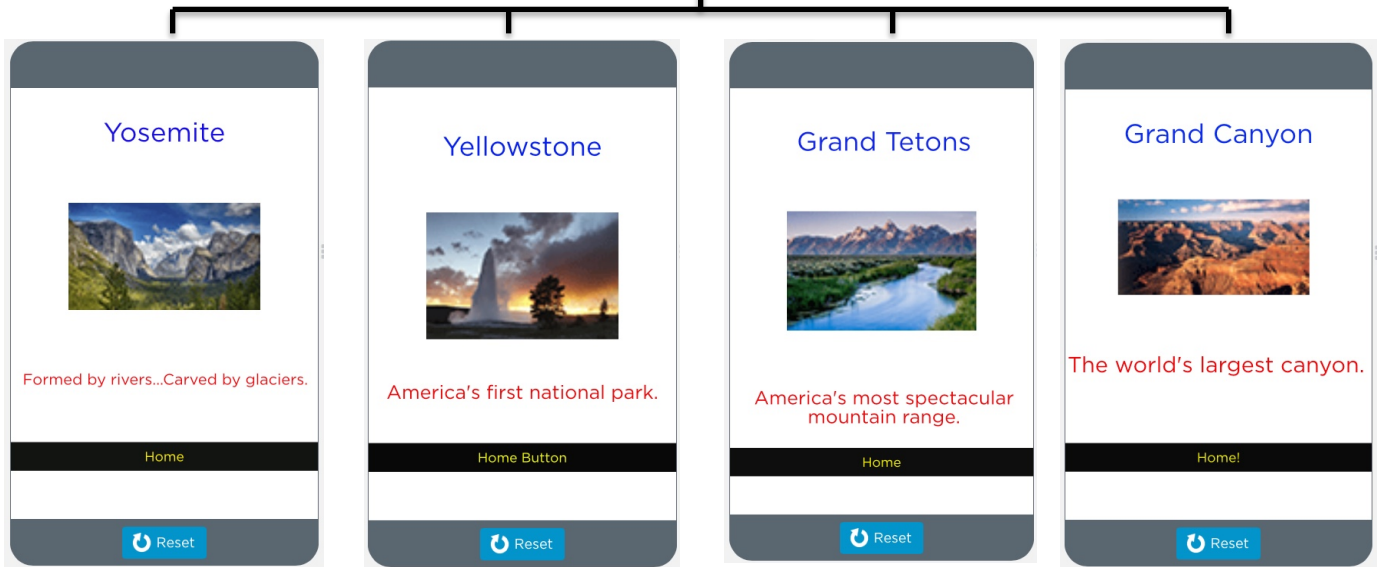 Yosemite
Formed by rivers...Carved by glaciers.
Home
Reset
Yellowstone
America's first national park.
Home Button
Reset
Grand Tetons
America's most spectacular
mountain range.
Home
Reset
Grand Canyon
The world's largest canyon.
Home!
Reset